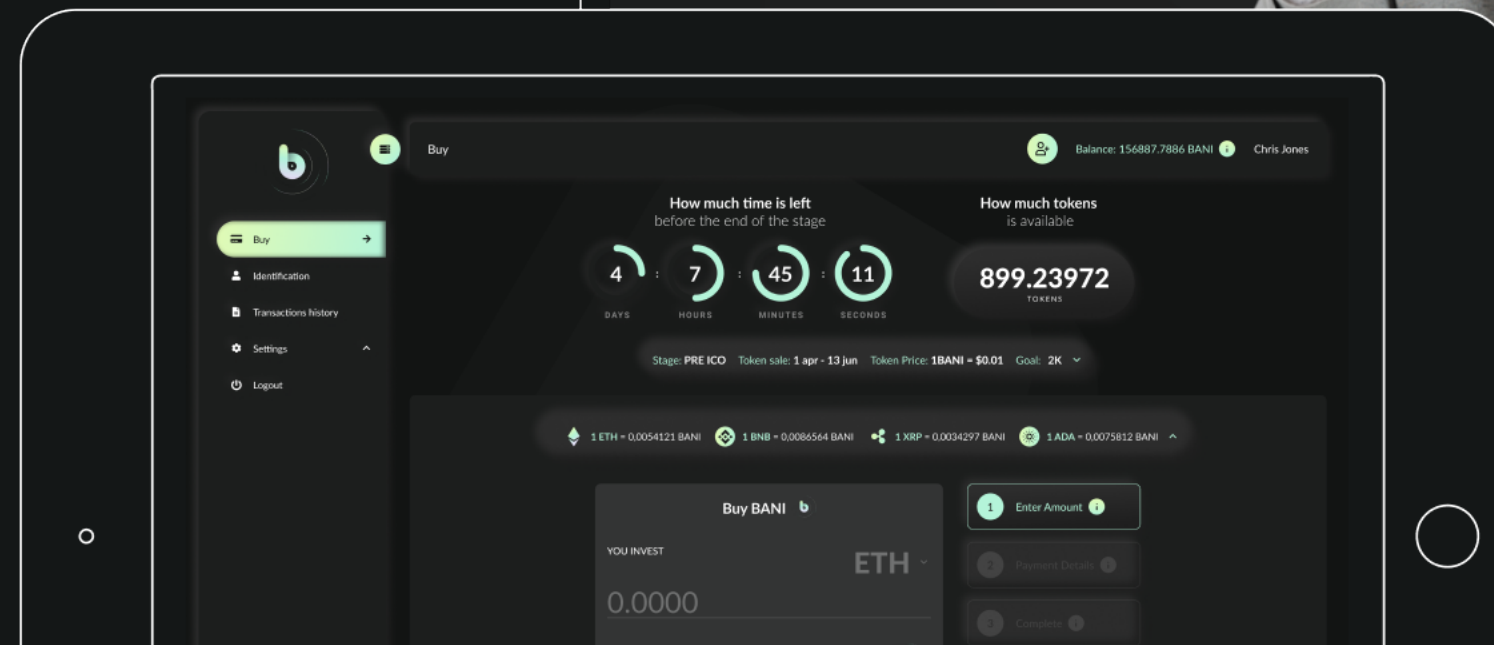 Buy
Balance: 156887.7886 BANI
Chris Jones
Buy
Identification
Transactions history
Settings
Logout
How much time is left
before the end of the stage
4 : 7 : 45 : 11
DAYS HOURS MINUTES SECONDS
How much tokens
is available
899.23972
TOKENS
Stage: PRE ICO Token sale: 1 apr - 13 jun Token Price: 1BANI = $0.01 Goal: 2K
1 ETH = 0,0054121 BANI 1 BNB = 0,0086564 BANI 1 XRP = 0,0034297 BANI 1 ADA = 0,0075812 BANI
Buy BANI
YOU INVEST
ETH
0.0000
1 Enter Amount
2 Payment Details
3 Complete